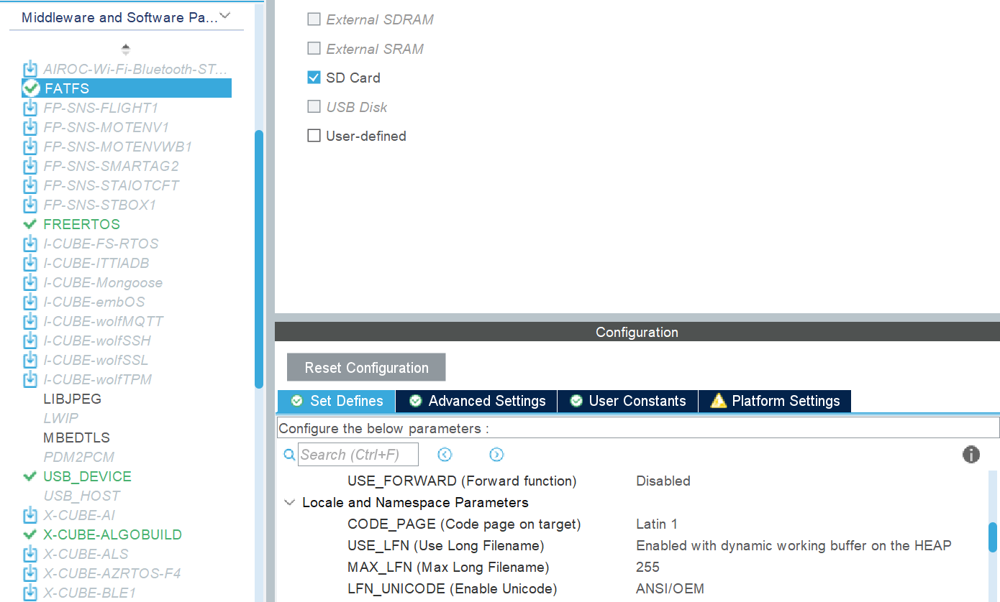 Middleware and Software Pa...
AIROC-Wi-Fi-Bluetooth-ST...
FATFS
FP-SNS-FLIGHT1
FP-SNS-MOTENV1
FP-SNS-MOTENVWB1
FP-SNS-SMARTAG2
FP-SNS-STAIOTCFT
FP-SNS-STBOX1
FREERTOS
I-CUBE-FS-RTOS
I-CUBE-ITTIADB
I-CUBE-Mongoose
I-CUBE-embOS
I-CUBE-wolfMQTT
I-CUBE-wolfSSH
I-CUBE-wolfSSL
I-CUBE-wolfTPM
LIBJPEG
LWIP
MBEDTLS
PDM2PCM
USB_DEVICE
USB_HOST
X-CUBE-AI
X-CUBE-ALGOBUILD
X-CUBE-ALS
X-CUBE-AZRTOS-F4
X-CUBE-BLE1
External SDRAM
External SRAM
SD Card
USB Disk
User-defined
Configuration
Reset Configuration
Set Defines Advanced Settings User Constants Platform Settings
Configure the below parameters :
Search (Ctrl+F)
USE_FORWARD (Forward function) Disabled
Locale and Namespace Parameters
CODE_PAGE (Code page on target) Latin 1
USE_LFN (Use Long Filename) Enabled with dynamic working buffer on the HEAP
MAX_LFN (Max Long Filename) 255
LFN_UNICODE (Enable Unicode) ANSI/OEM